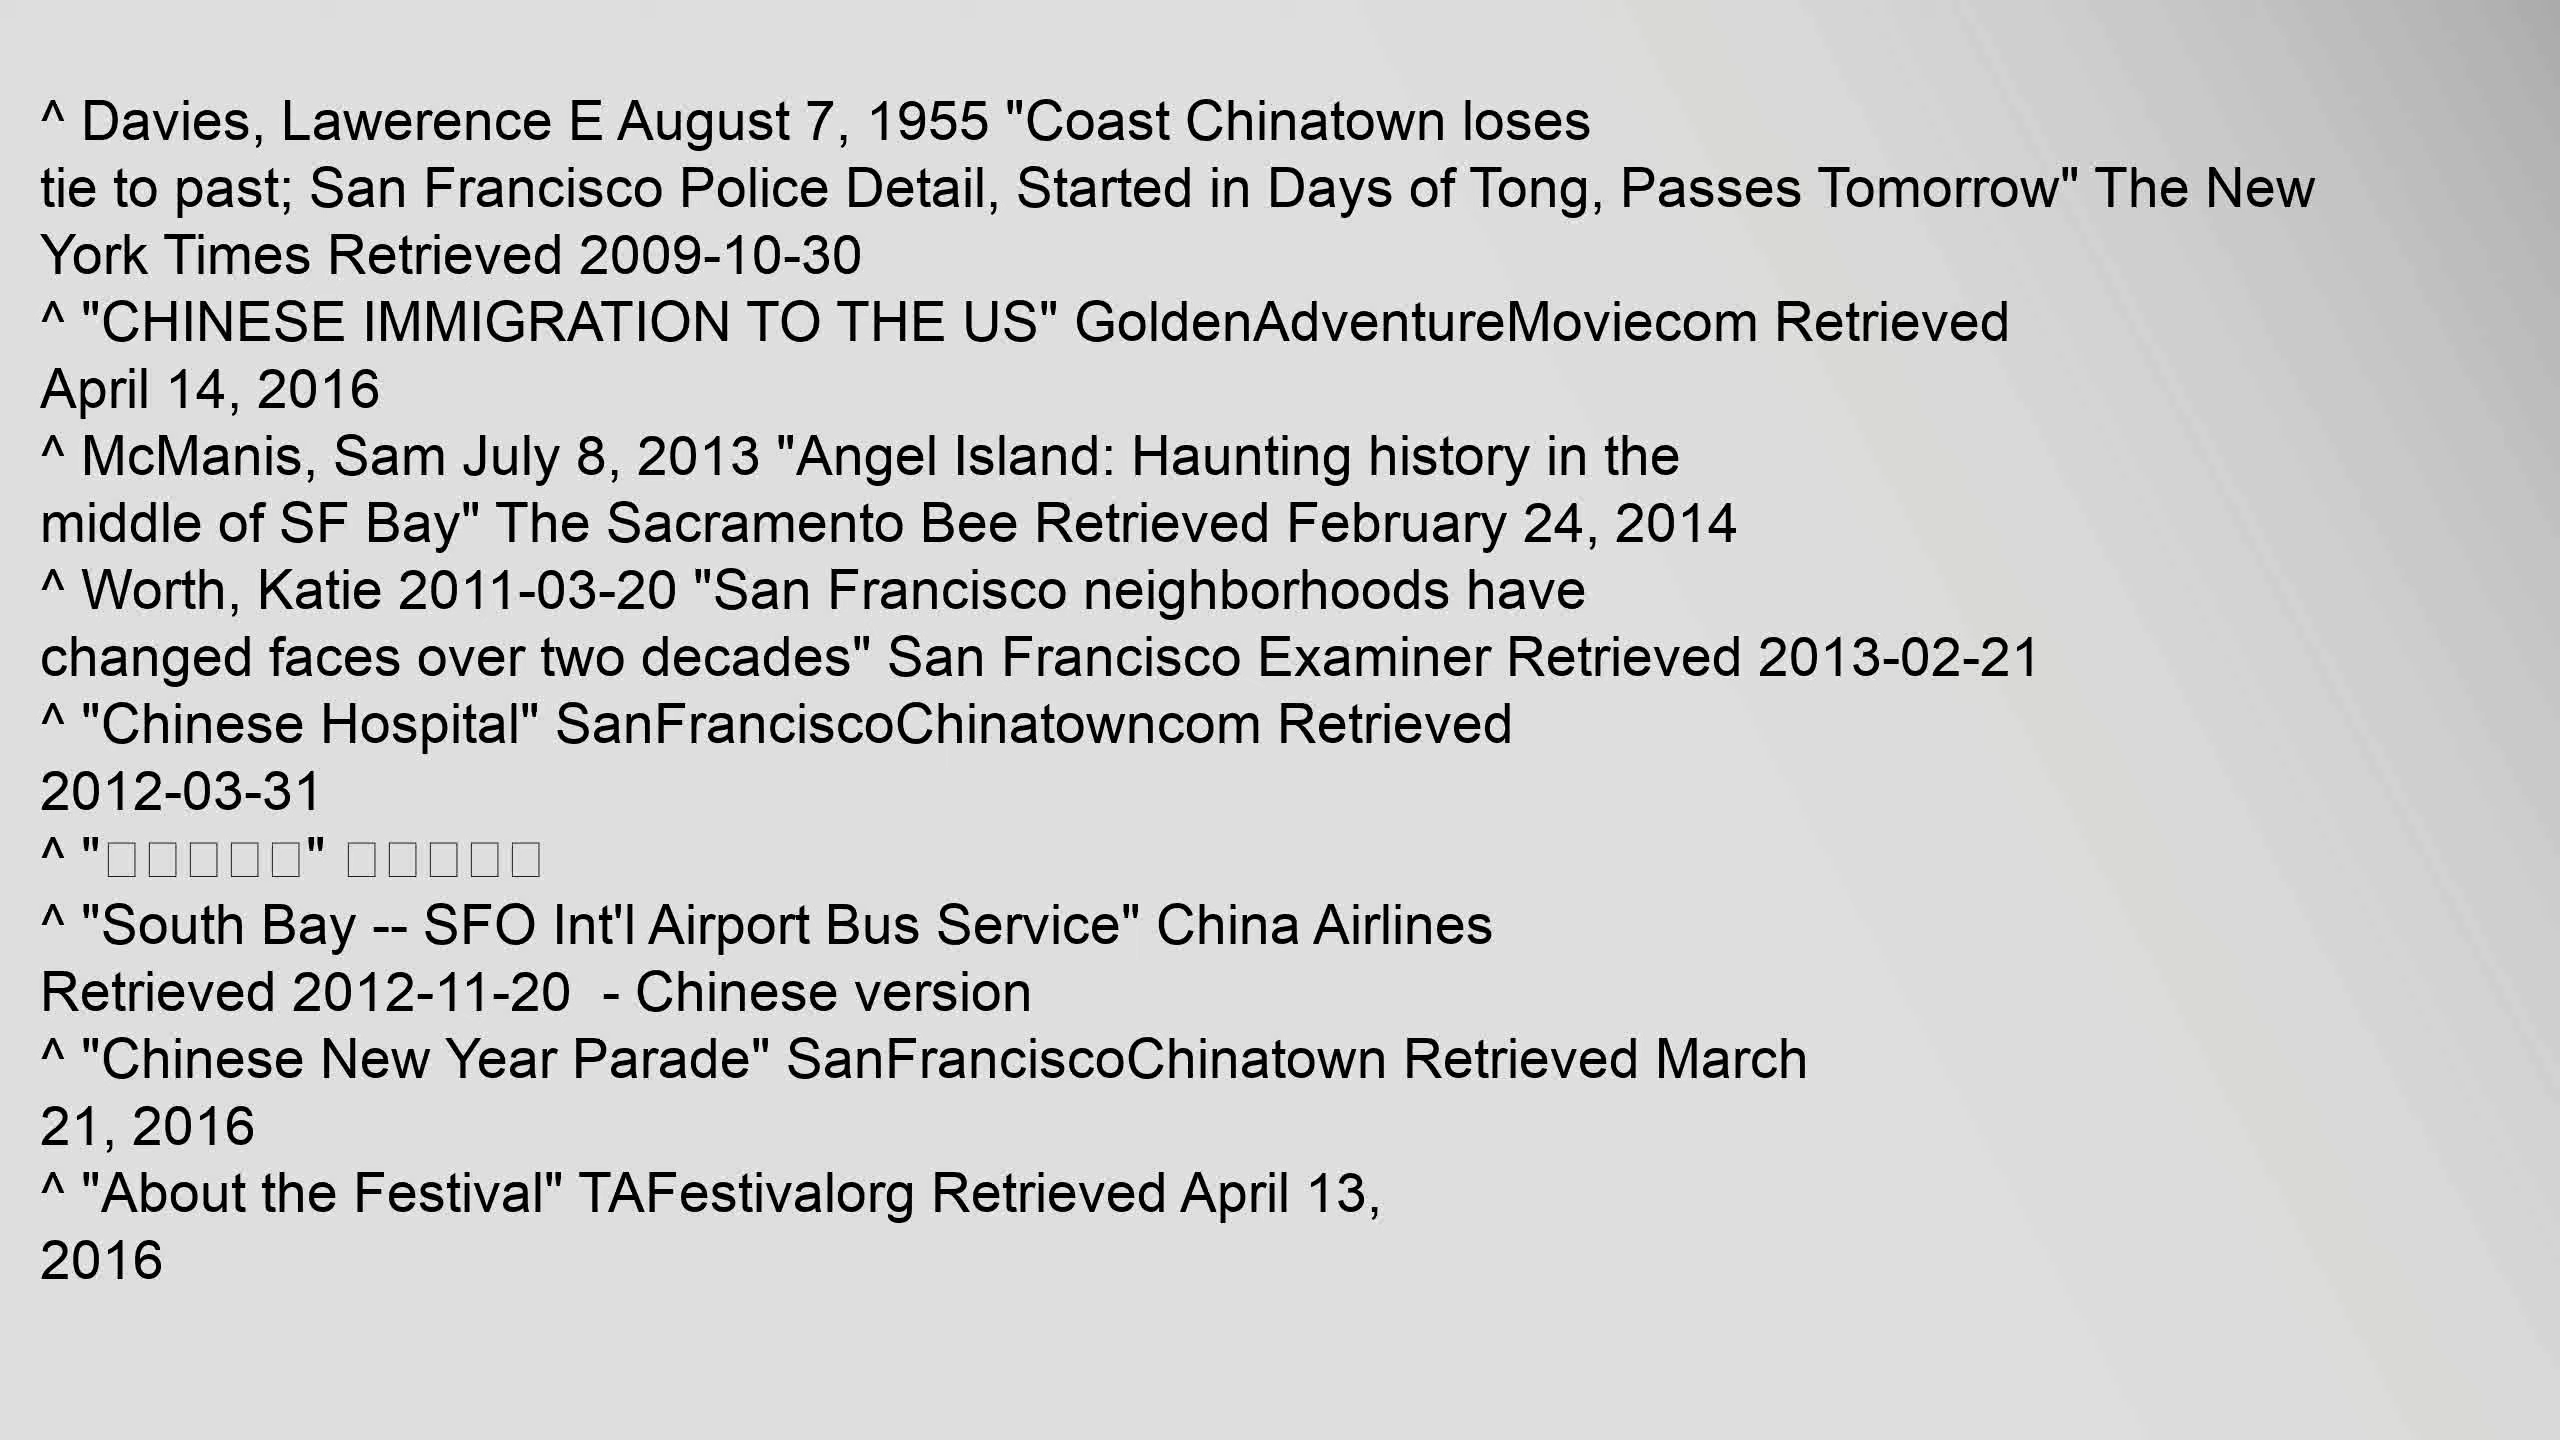 ^ Davies, Lawerence E August 7, 1955 "Coast Chinatown loses
tie to past; San Francisco Police Detail, Started in Days of Tong, Passes Tomorrow" The New
York Times Retrieved 2009-10-30
^ "CHINESE IMMIGRATION TO THE US" GoldenAdventureMoviecom Retrieved
April 14, 2016
^ McManis, Sam July 8, 2013 "Angel Island: Haunting history in the
middle of SF Bay" The Sacramento Bee Retrieved February 24, 2014
^ Worth, Katie 2011-03-20 "San Francisco neighborhoods have
changed faces over two decades" San Francisco Examiner Retrieved 2013-02-21
^ "Chinese Hospital" SanFranciscoChinatowncom Retrieved
2012-03-31
^ "□□□□□" □□□□□
^ "South Bay -- SFO Int'l Airport Bus Service" China Airlines
Retrieved 2012-11-20  - Chinese version
^ "Chinese New Year Parade" SanFranciscoChinatown Retrieved March
21, 2016
^ "About the Festival" TAFestivalorg Retrieved April 13,
2016